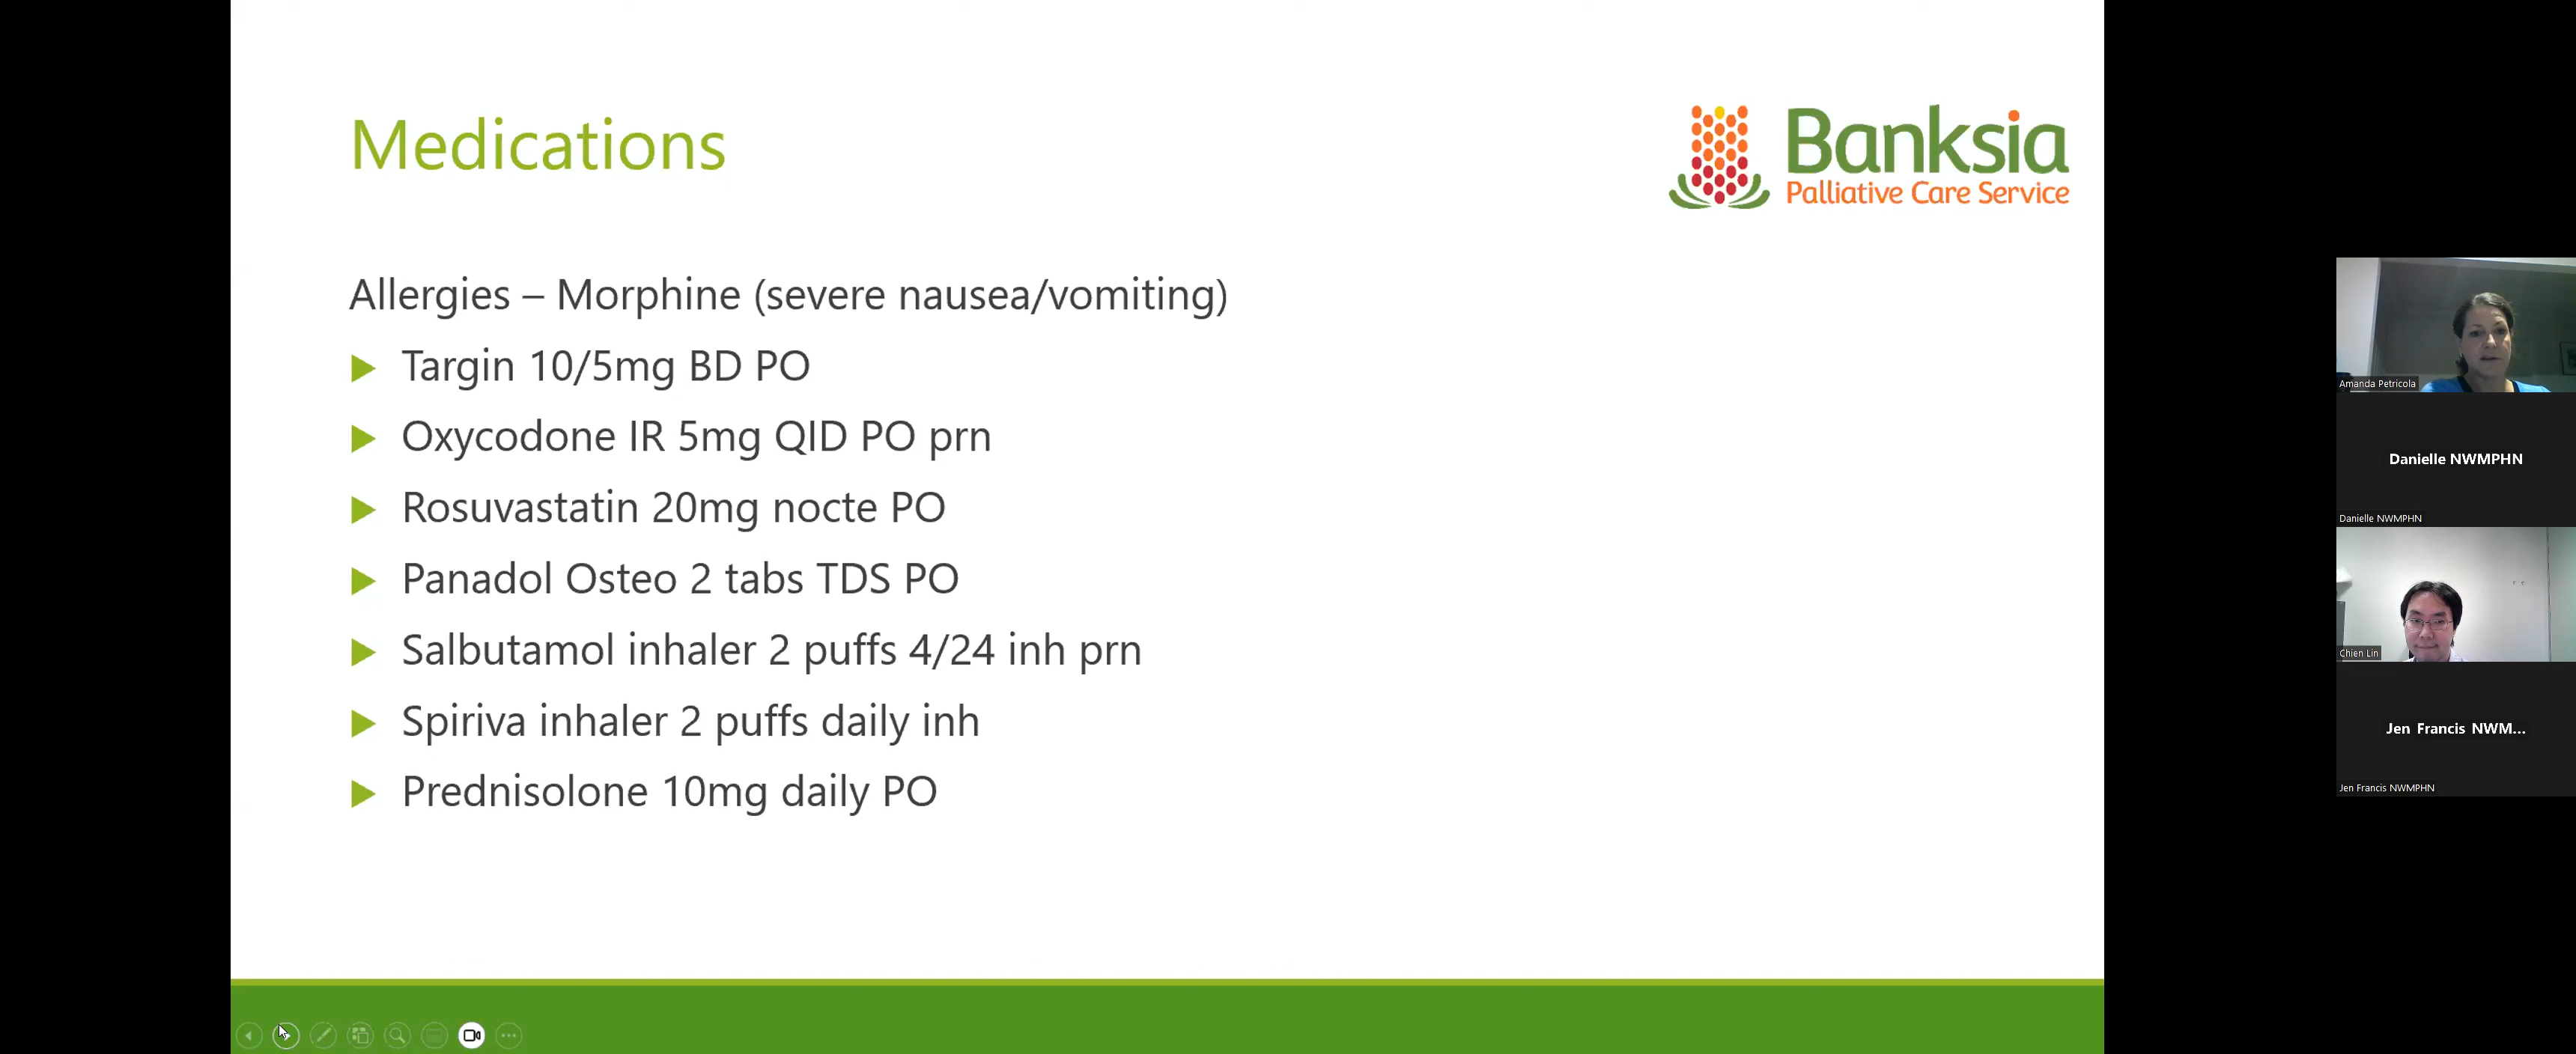 Medications
Banksia
Palliative Care Service
Allergies – Morphine (severe nausea/vomiting)
Targin 10/5mg BD PO
Oxycodone IR 5mg QID PO prn
Rosuvastatin 20mg nocte PO
Panadol Osteo 2 tabs TDS PO
Salbutamol inhaler 2 puffs 4/24 inh prn
Spiriva inhaler 2 puffs daily inh
Prednisolone 10mg daily PO
Amanda Petricola
Danielle NWMPHN
Danielle NWMPHN
Chien Lin
Jen Francis NWM...
Jen Francis NWMPHN